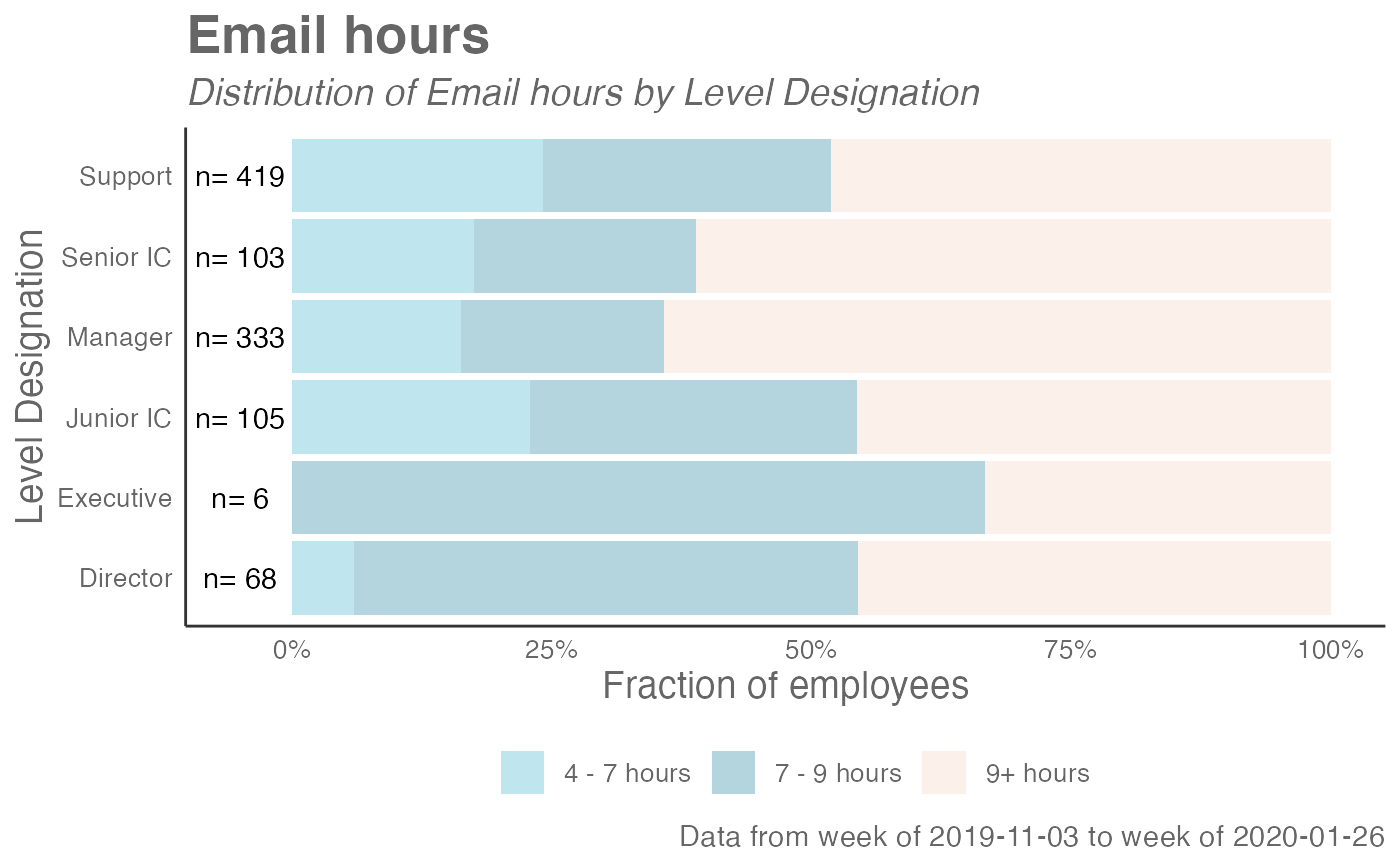 Email hours
Distribution of Email hours by Level Designation
Level Designation
Support n= 419
Senior IC n= 103
Manager n= 333
Junior IC n= 105
Executive n= 6
Director n= 68
0% 25% 50% 75% 100%
Fraction of employees
4 - 7 hours 7 - 9 hours 9+ hours
Data from week of 2019-11-03 to week of 2020-01-26